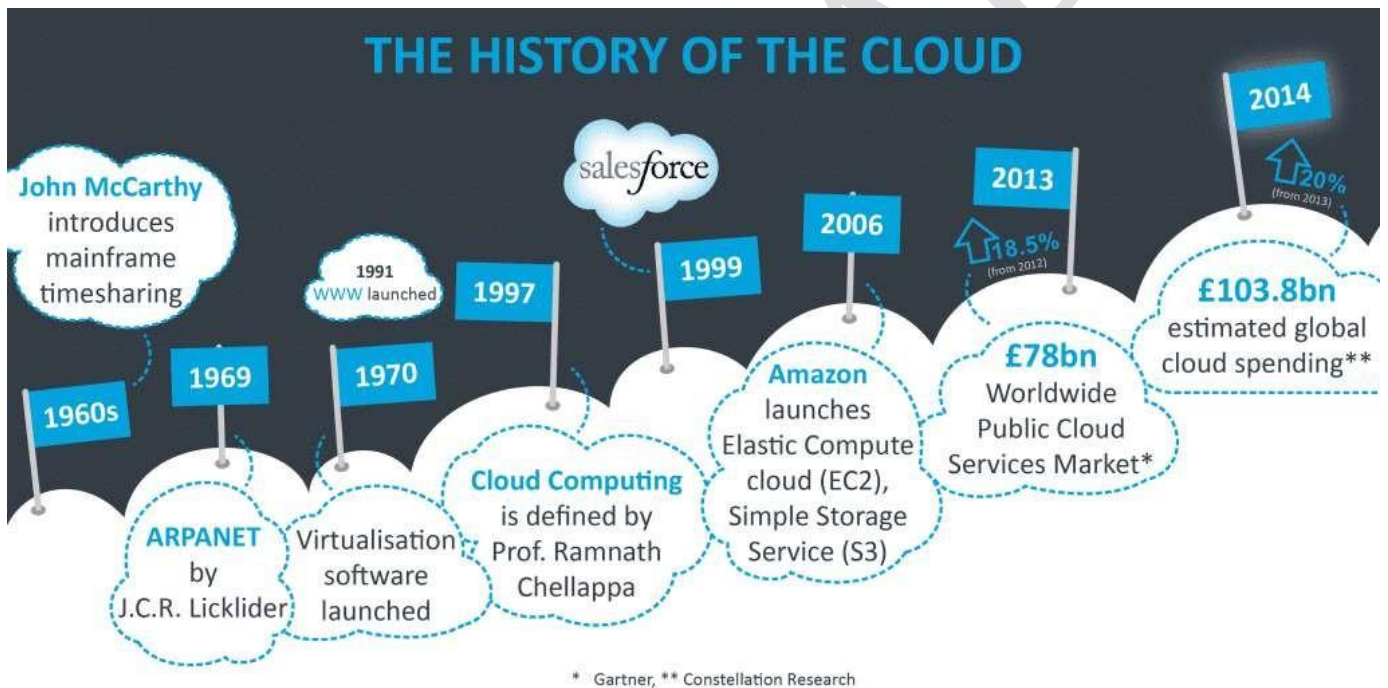 THE HISTORY OF THE CLOUD
John McCarthy
introduces
mainframe
timesharing
1960s
1969
ARPANET
by
J.C.R. Licklider
1970
Virtualisation
software
launched
1991
WWW launched
1997
Cloud Computing
is defined by
Prof. Ramnath
Chellappa
salesforce
1999
2006
Amazon
launches
Elastic Compute
cloud (EC2),
Simple Storage
Service (S3)
2013
18.5%
(from 2012)
£78bn
Worldwide
Public Cloud
Services Market*
2014
20%
(from 2013)
£103.8bn
estimated global
cloud spending**
* Gartner, ** Constellation Research